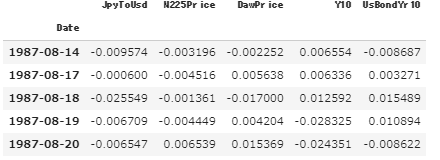 JpyToUsd N225Price DawPrice Y10 UsBondYr10
Date
1987-08-14 -0.009574 -0.003196 -0.002252 0.006554 -0.008687
1987-08-17 -0.000600 -0.004516 0.005638 0.006336 0.003271
1987-08-18 -0.025549 -0.001361 -0.017000 0.012592 0.015489
1987-08-19 -0.006709 -0.004449 0.004204 -0.028325 0.010894
1987-08-20 -0.006547 0.006539 0.015369 -0.024351 -0.008622